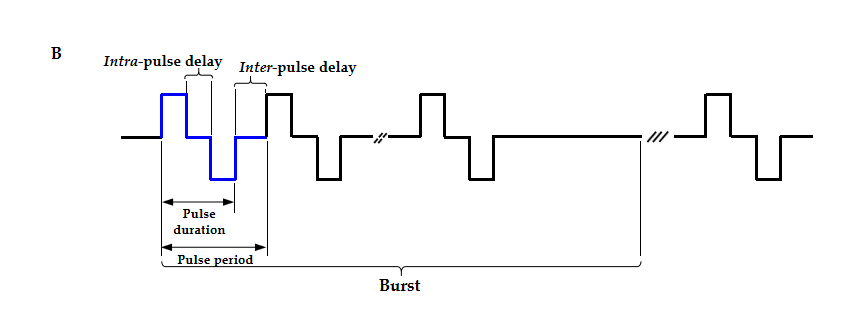 B
Intra-pulse delay
Inter-pulse delay
Pulse
duration
Pulse period
Burst